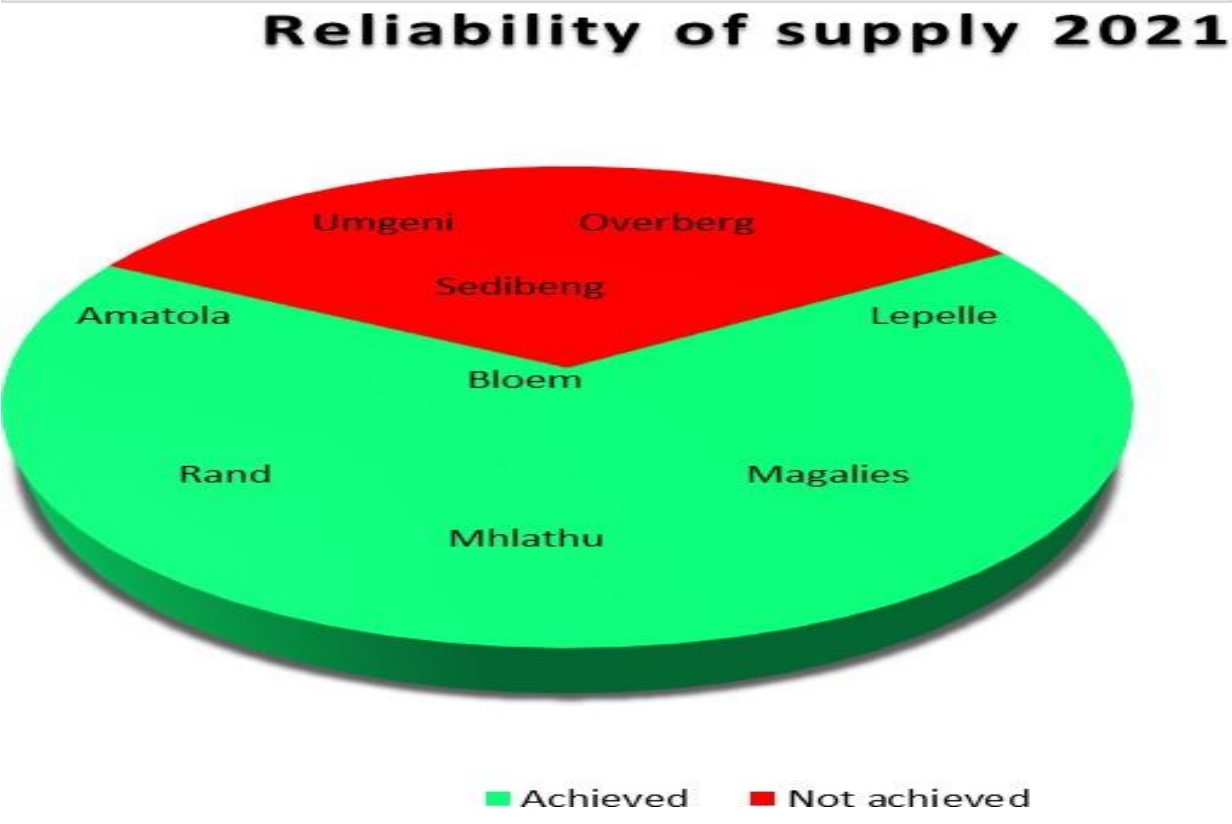 Reliability of supply 2021
Umgeni Overberg
Sedibeng
Amatola Lepelle
Bloem
Rand Magalies
Mhlathu
Achieved Not achieved